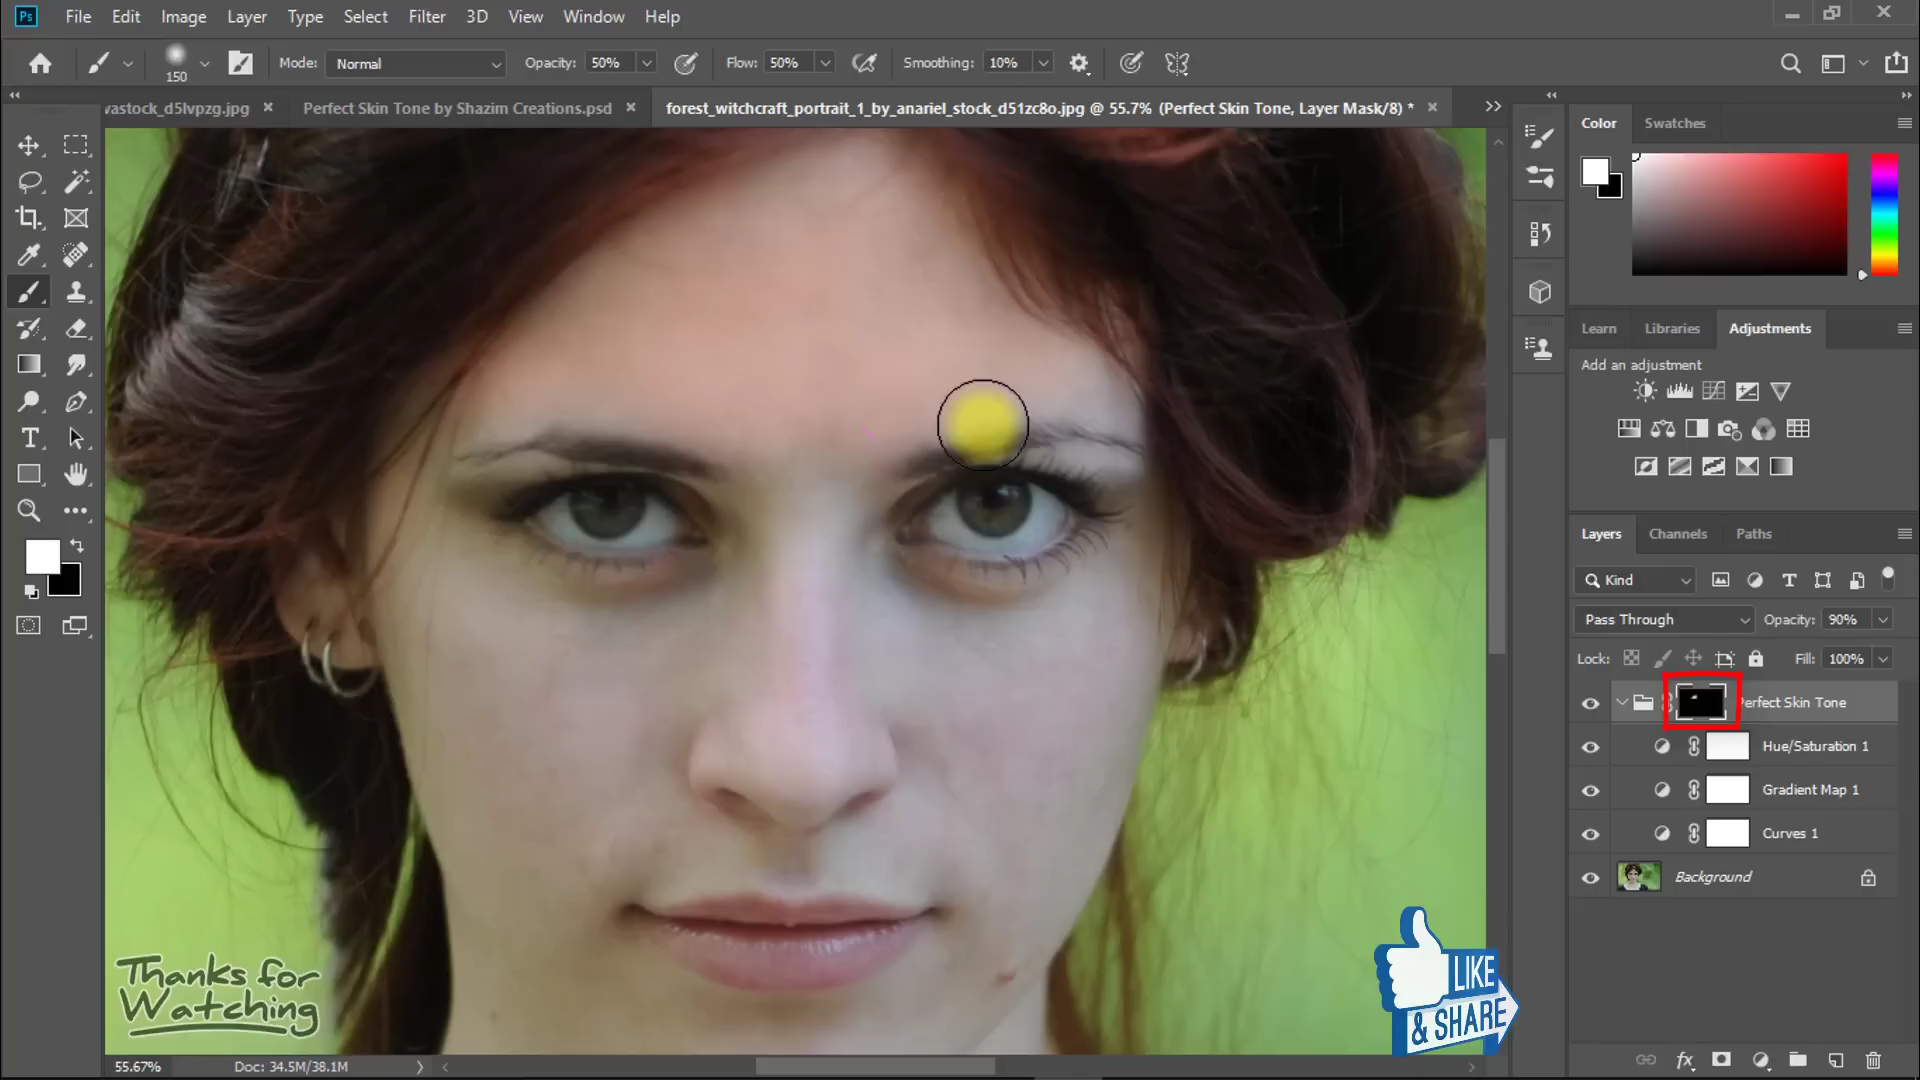 Ps File Edit Image Layer Type Select Filter 3D View Window Help
150 Mode: Normal Opacity: 50% Flow: 50% Smoothing: 10%
vastock_d5lvpzg.jpg × Perfect Skin Tone by Shazim Creations.psd × forest_witchcraft_portrait_1_by_anariel_stock_d51zc8o.jpg @ 55.7% (Perfect Skin Tone, Layer Mask/8) * ×
Color Swatches
Learn Libraries Adjustments
Add an adjustment
Layers Channels Paths
Kind
Pass Through Opacity: 90%
Lock: Fill: 100%
Perfect Skin Tone
Hue/Saturation 1
Gradient Map 1
Curves 1
Background
Thanks for
Watching
LIKE
& SHARE
55.67% Doc: 34.5M/38.1M